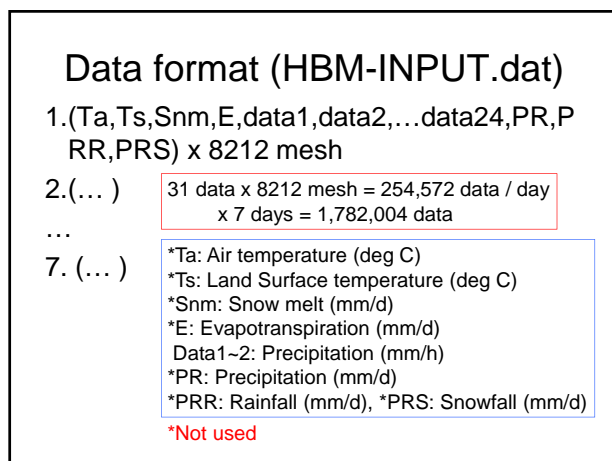 Data format (HBM-INPUT.dat)
1.(Ta,Ts,Snm,E,data1,data2,…data24,PR,P
RR,PRS) x 8212 mesh
2.(… )
31 data x 8212 mesh = 254,572 data / day
x 7 days = 1,782,004 data
…
7. (… )
*Ta: Air temperature (deg C)
*Ts: Land Surface temperature (deg C)
*Snm: Snow melt (mm/d)
*E: Evapotranspiration (mm/d)
Data1~2: Precipitation (mm/h)
*PR: Precipitation (mm/d)
*PRR: Rainfall (mm/d), *PRS: Snowfall (mm/d)
*Not used